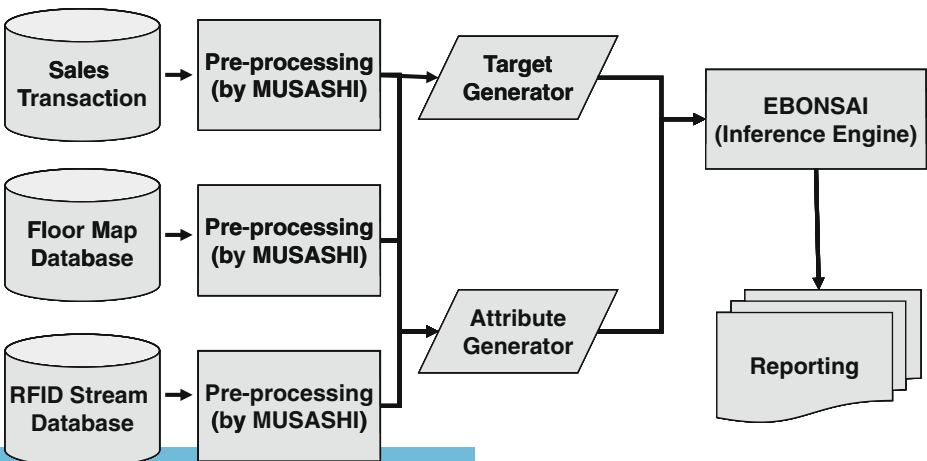 Sales
Transaction
Pre-processing
(by MUSASHI)
Target
Generator
EBONSAI
(Inference Engine)
Floor Map
Database
Pre-processing
(by MUSASHI)
Attribute
Generator
Reporting
RFID Stream
Database
Pre-processing
(by MUSASHI)